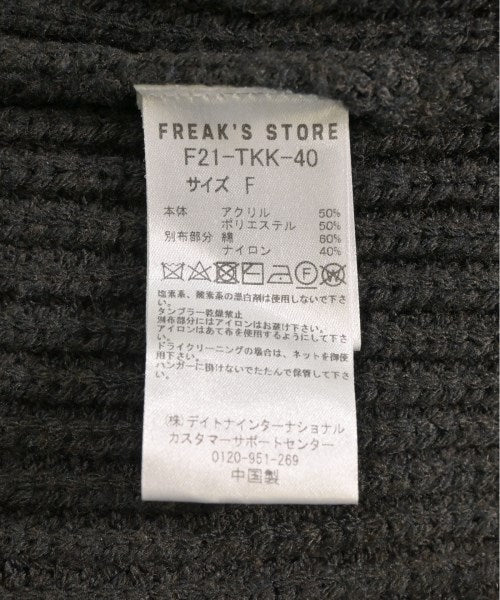 FREAK'S STORE
F21-TKK-40
サイズ F
本体 アクリル 50%
ポリエステル 50%
別布部分 綿 60%
ナイロン 40%
塩素系、酸素系の漂白剤は使用しないで下さい。
タンブラー乾燥禁止
別布部分にはアイロンはお避け下さい。
アイロンはあて布を使用するようにして下さい。
ドライクリーニングの場合は、ネットを御使用下さい。
ハンガーに掛けないでたたんで保管して下さい。
(株)デイトナインターナショナル
カスタマーサポートセンター
0120-951-269
中国製